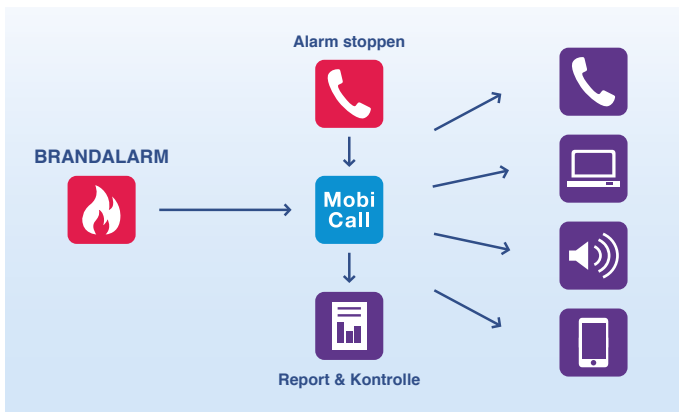 Alarm stoppen
BRANDALARM
Mobi
Call
Report & Kontrolle